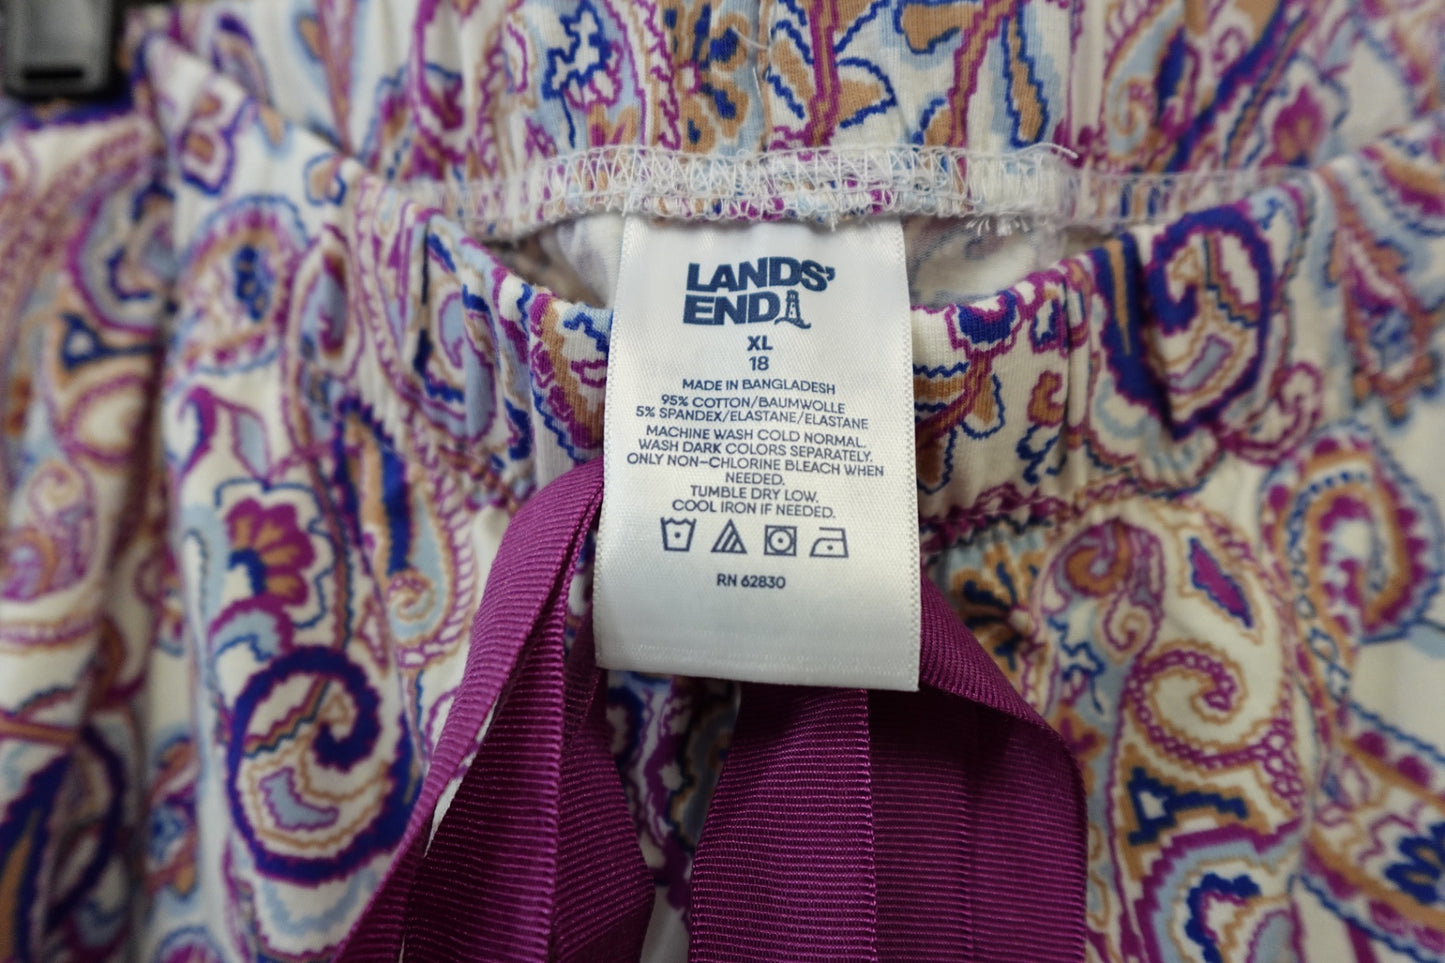 LANDS'
END
XL
18
MADE IN BANGLADESH
95% COTTON/BAUMWOLLE
5% SPANDEX/ELASTANE/ELASTANE
MACHINE WASH COLD NORMAL.
WASH DARK COLORS SEPARATELY.
ONLY NON-CHLORINE BLEACH WHEN
NEEDED.
TUMBLE DRY LOW.
COOL IRON IF NEEDED.
RN 62830